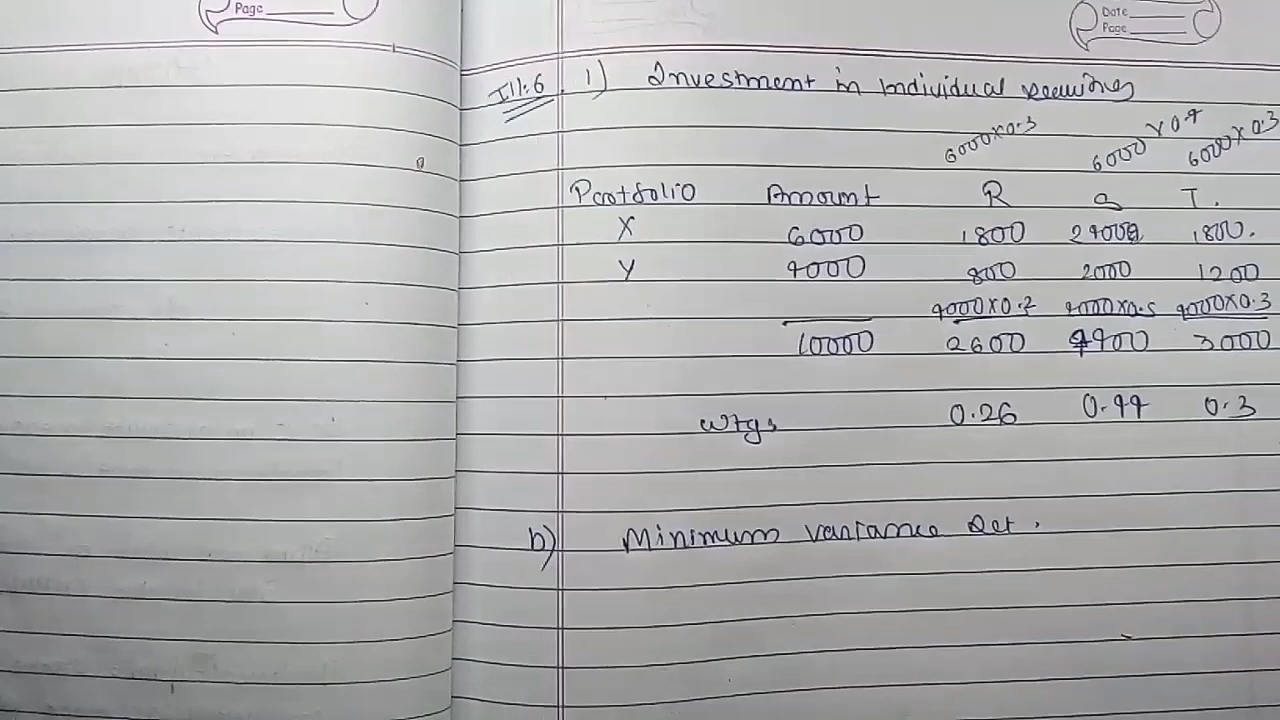 Page
Date
Page
Ill.6 1) Investment in Individual securities
6000x0.3 6000x0.4 6000x0.3
Portfolio Amount R S T.
X 6000 1800 2400 1800.
Y 4000 800 2000 1200
4000x0.2 4000x0.5 4000x0.3
10000 2600 4400 3000
wtgs 0.26 0.44 0.3
b) Minimum variance Set.